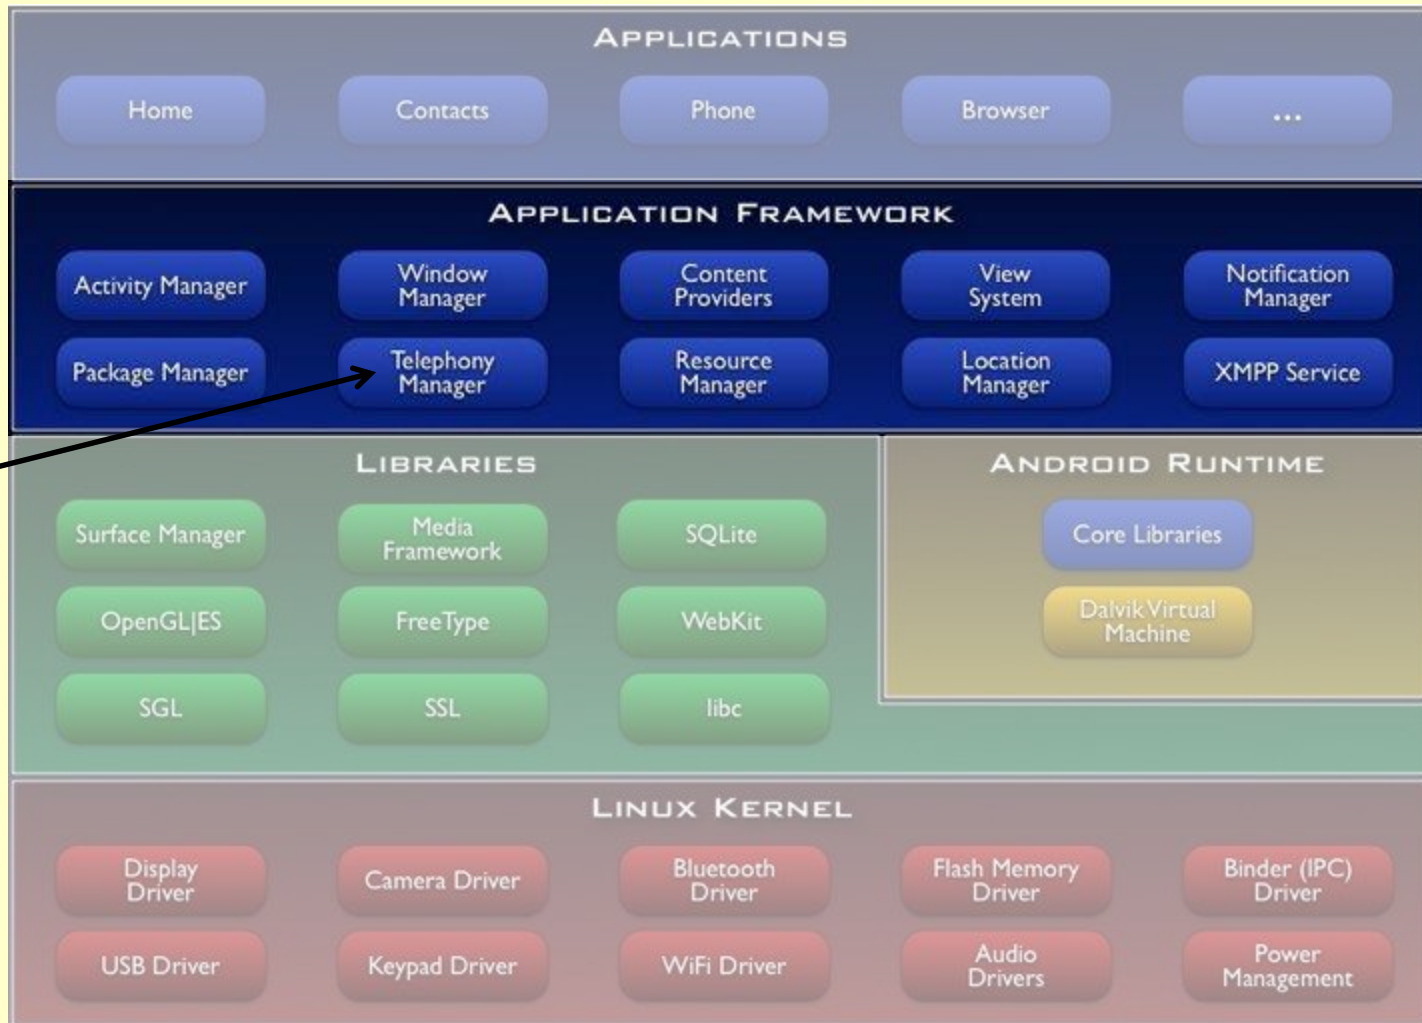 APPLICATIONS
Home
Contacts
Phone
Browser
...
APPLICATION FRAMEWORK
Activity Manager
Window
Manager
Content
Providers
View
System
Notification
Manager
Package Manager
Telephony
Manager
Resource
Manager
Location
Manager
XMPP Service
LIBRARIES
Surface Manager
Media
Framework
SQLite
OpenGL|ES
FreeType
WebKit
SGL
SSL
libc
ANDROID RUNTIME
Core Libraries
Dalvik Virtual
Machine
LINUX KERNEL
Display
Driver
Camera Driver
Bluetooth
Driver
Flash Memory
Driver
Binder (IPC)
Driver
USB Driver
Keypad Driver
WiFi Driver
Audio
Drivers
Power
Management